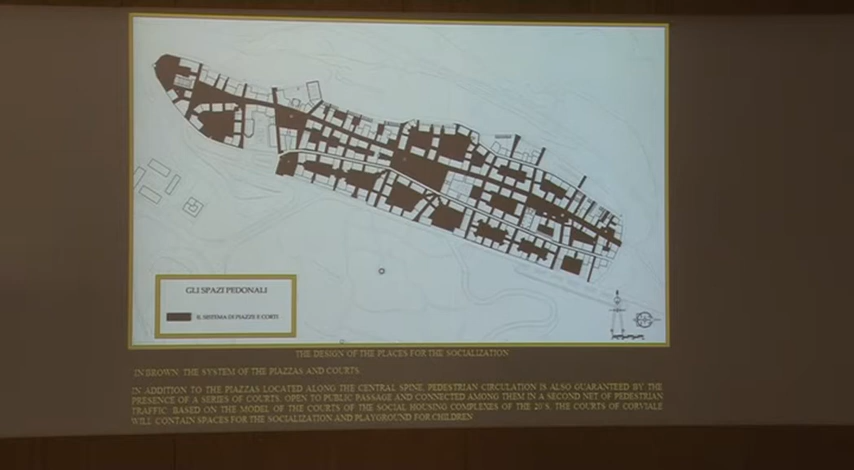 GLI SPAZI PEDONALI
IL SISTEMA DI PIAZZE E CORTI
THE DESIGN OF THE PLACES FOR THE SOCIALIZATION
IN BROWN: THE SYSTEM OF THE PIAZZAS AND COURTS.
IN ADDITION TO THE PIAZZAS LOCATED ALONG THE CENTRAL SPINE, PEDESTRIAN CIRCULATION IS ALSO GUARANTEED BY THE
PRESENCE OF A SERIES OF COURTS, OPEN TO PUBLIC PASSAGE AND CONNECTED AMONG THEM IN A SECOND NET OF PEDESTRIAN
TRAFFIC. BASED ON THE MODEL OF THE COURTS OF THE SOCIAL HOUSING COMPLEXES OF THE 20'S, THE COURTS OF CORVIALE
WILL CONTAIN SPACES FOR THE SOCIALIZATION AND PLAYGROUND FOR CHILDREN